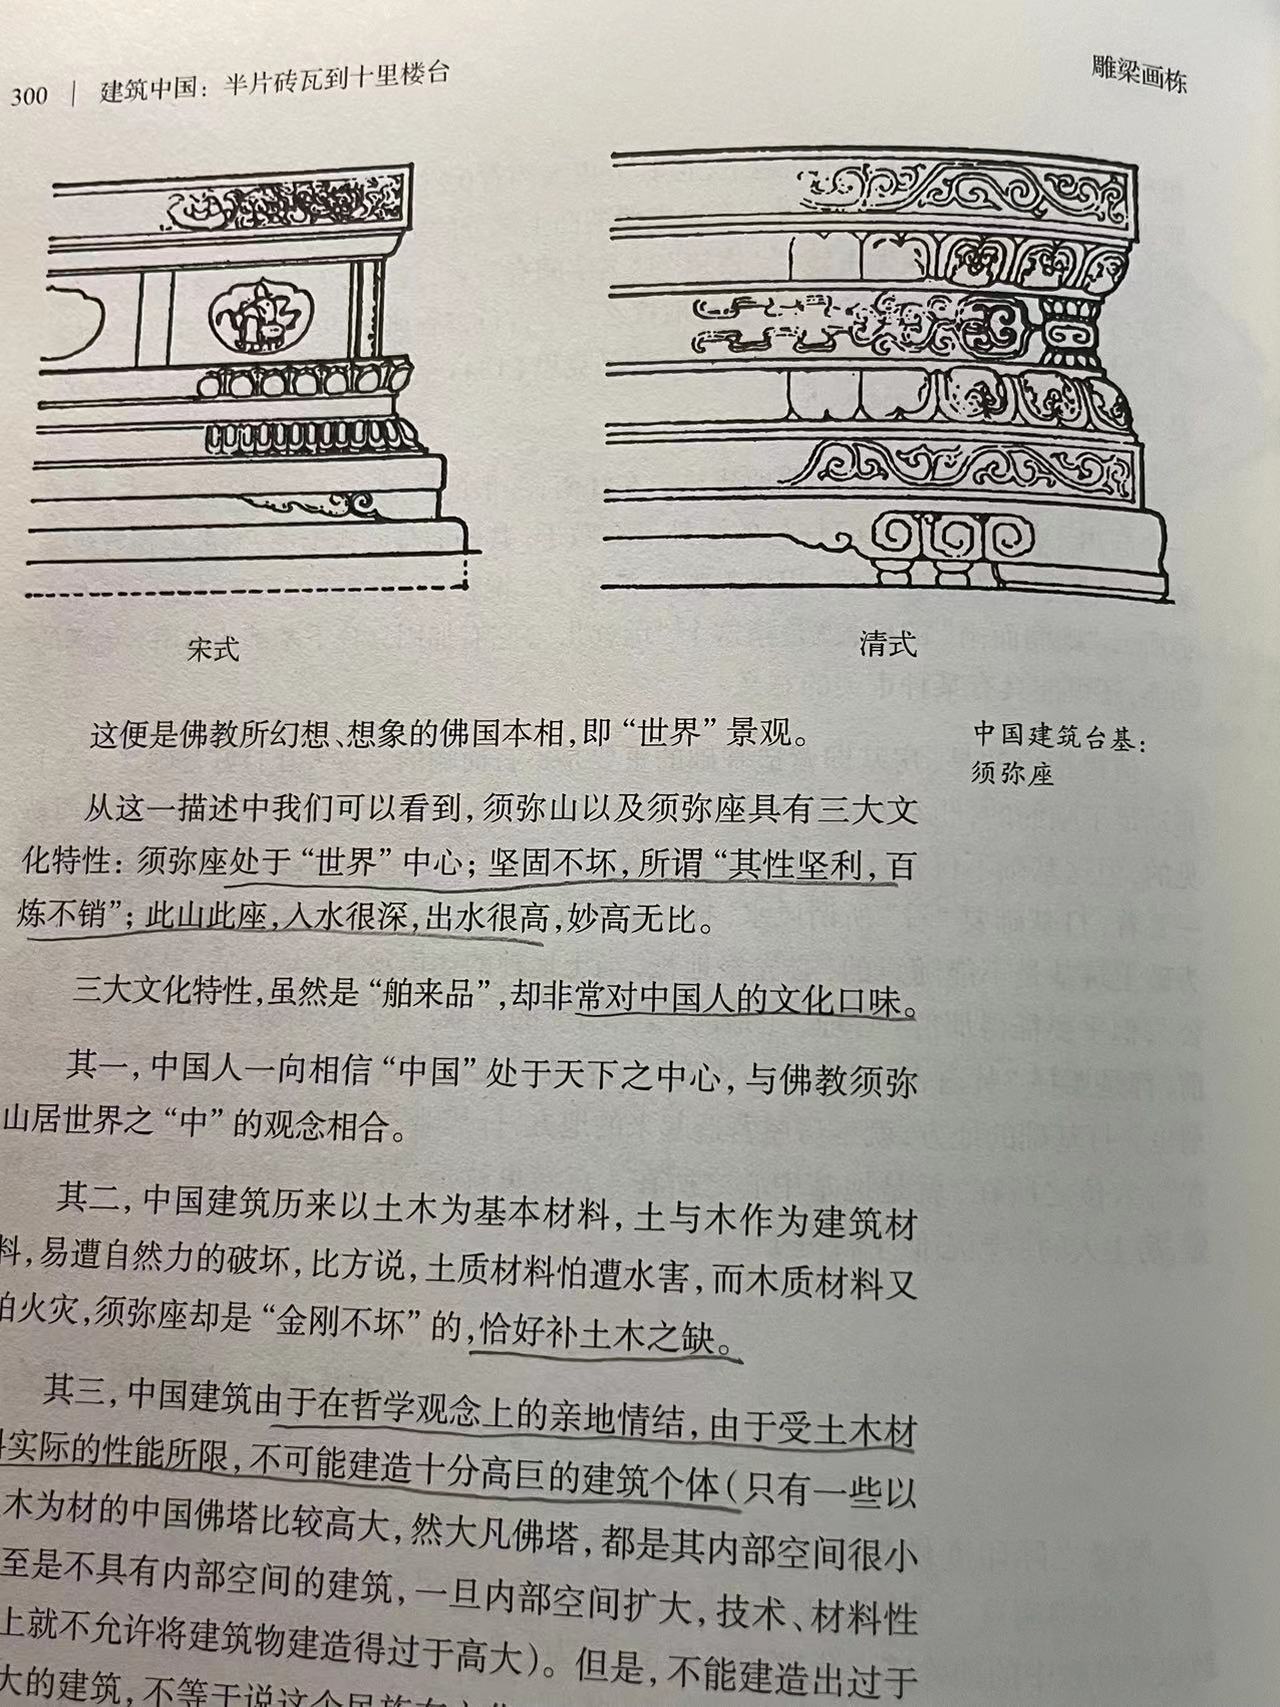 300 | 建筑中国：半片砖瓦到十里楼台
雕梁画栋
宋式
清式
中国建筑台基：
须弥座
这便是佛教所幻想、想象的佛国本相，即“世界”景观。
从这一描述中我们可以看到，须弥山以及须弥座具有三大文
化特性：须弥座处于“世界”中心；坚固不坏，所谓“其性坚利，百
炼不销”；此山此座，入水很深，出水很高，妙高无比。
三大文化特性，虽然是“舶来品”，却非常对中国人的文化口味。
其一，中国人一向相信“中国”处于天下之中心，与佛教须弥
山居世界之“中”的观念相合。
其二，中国建筑历来以土木为基本材料，土与木作为建筑材
料，易遭自然力的破坏，比方说，土质材料怕遭水害，而木质材料又
怕火灾，须弥座却是“金刚不坏”的，恰好补土木之缺。
其三，中国建筑由于在哲学观念上的亲地情结，由于受土木材
料实际的性能所限，不可能建造十分高巨的建筑个体（只有一些以
木为材的中国佛塔比较高大，然大凡佛塔，都是其内部空间很小
至是不具有内部空间的建筑，一旦内部空间扩大，技术、材料性
上就不允许将建筑物建造得过于高大）。但是，不能建造出过于
大的建筑，不等于说这个民族在